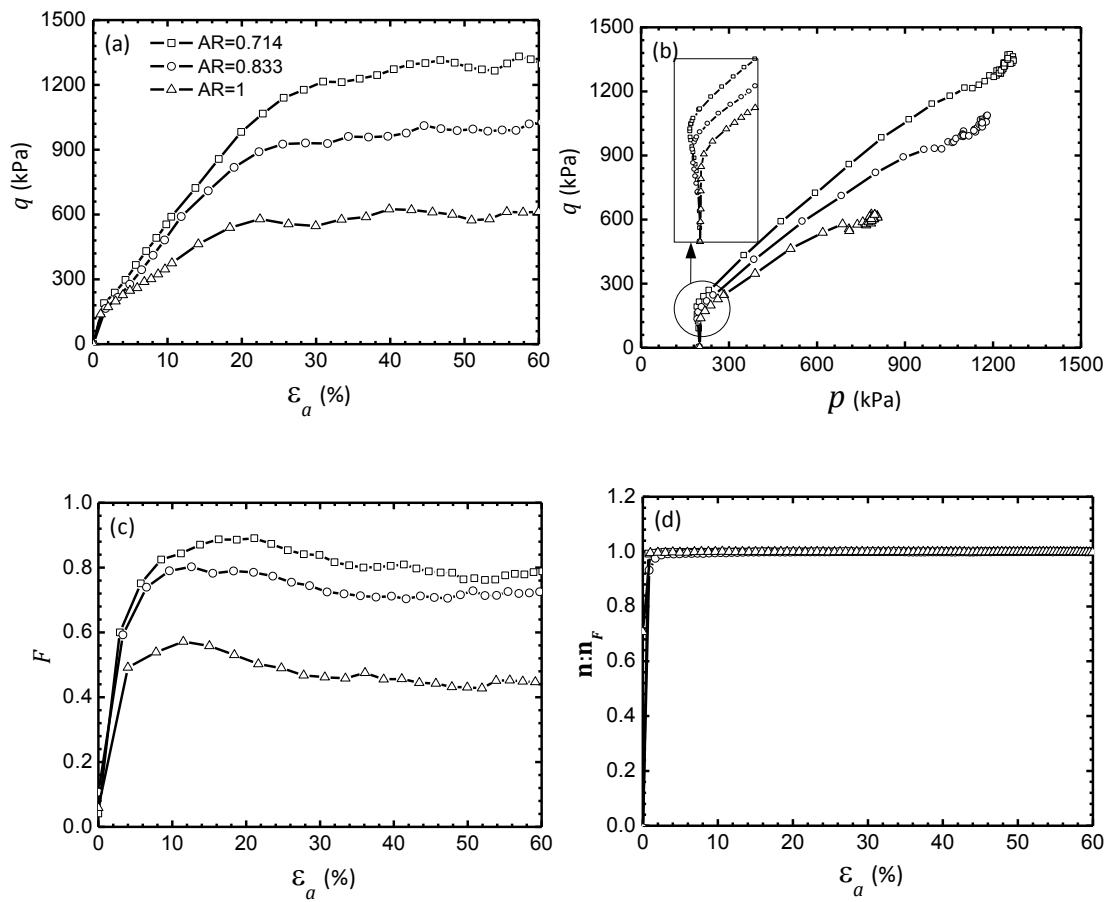 (a)
AR=0.714
AR=0.833
AR=1
1500
1200
900
600
300
0
q (kPa)
0 10 20 30 40 50 60
εₐ (%)
(b)
1500
1200
900
600
300
0
q (kPa)
0 300 600 900 1200 1500
p (kPa)
(c)
1.0
0.8
0.6
0.4
0.2
0.0
F
0 10 20 30 40 50 60
εₐ (%)
(d)
1.2
1.0
0.8
0.6
0.4
0.2
0.0
n:n_F
0 10 20 30 40 50 60
εₐ (%)